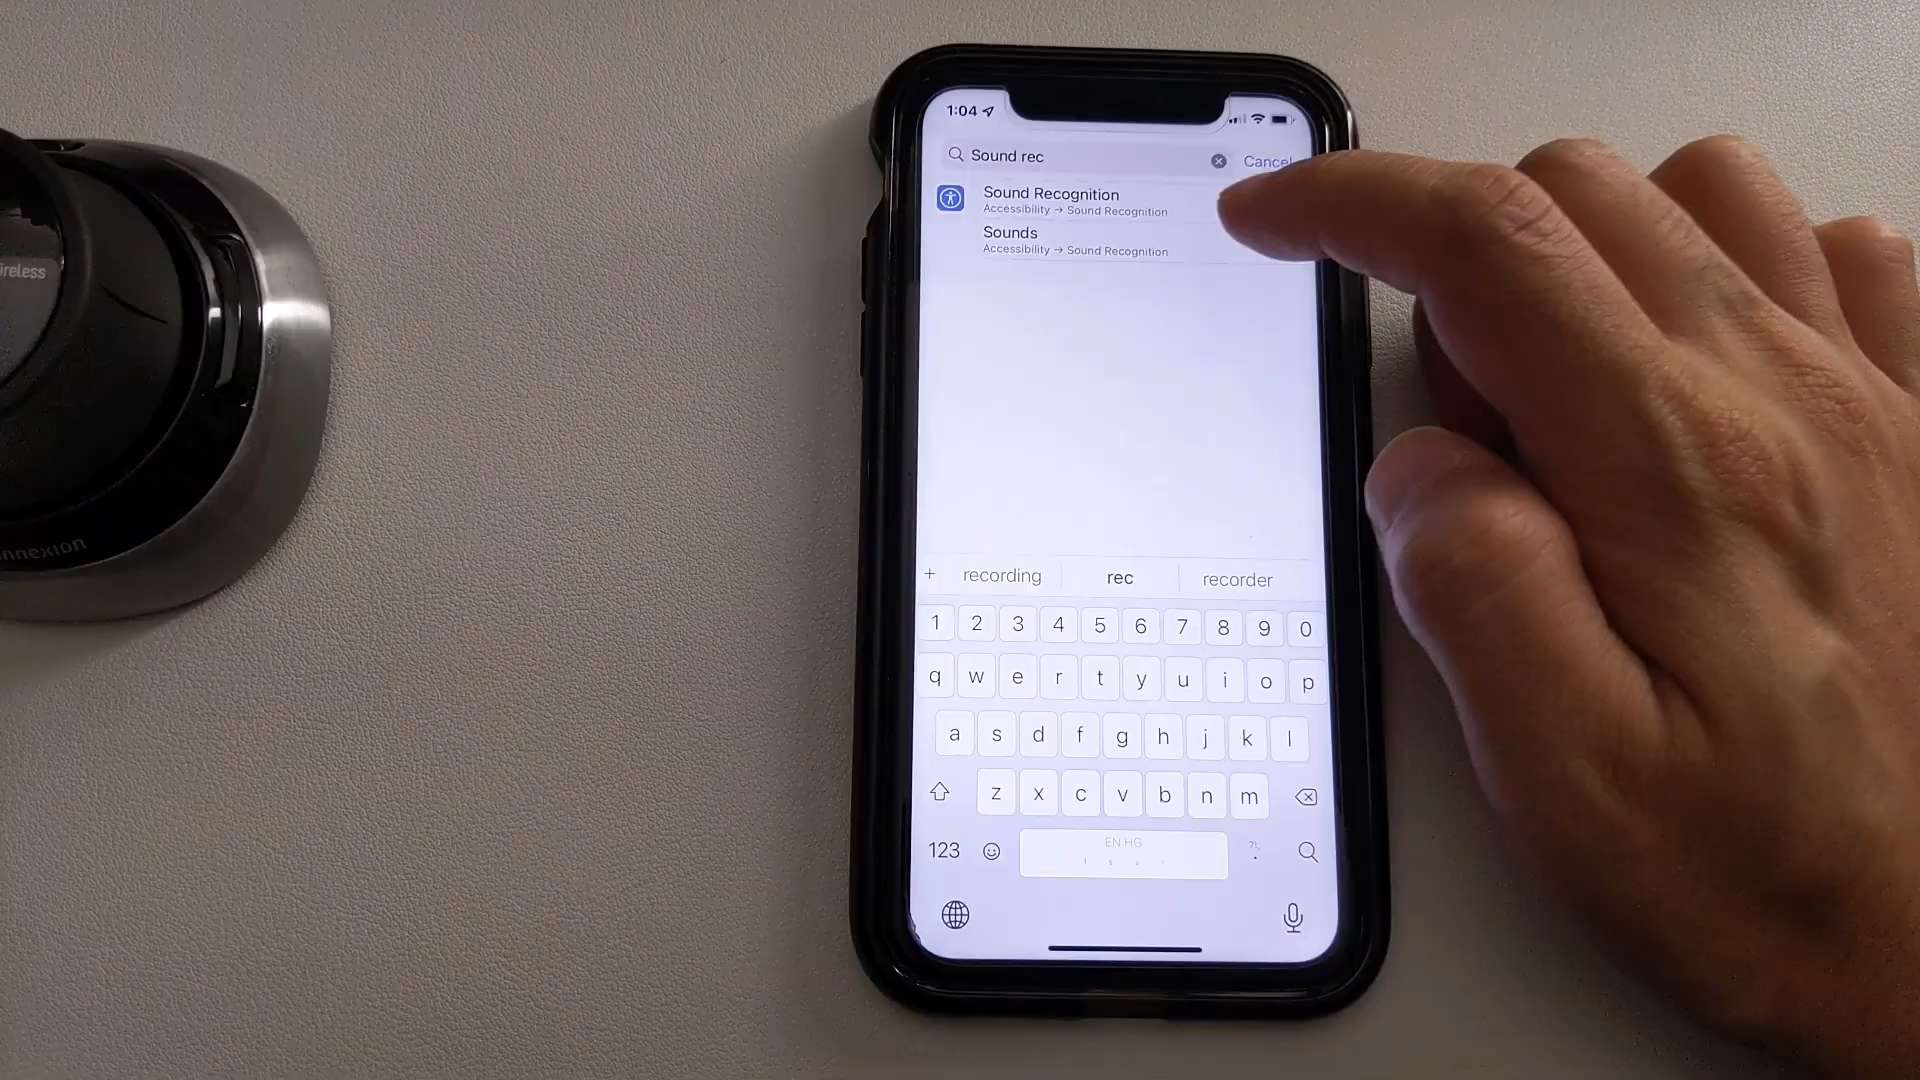 1:04
Sound rec
Cancel
Sound Recognition
Accessibility → Sound Recognition
Sounds
Accessibility → Sound Recognition
ireless
nnexion
+ recording rec recorder
1 2 3 4 5 6 7 8 9 0
q w e r t y u i o p
a s d f g h j k l
z x c v b n m
123
EN HG
?!,
.